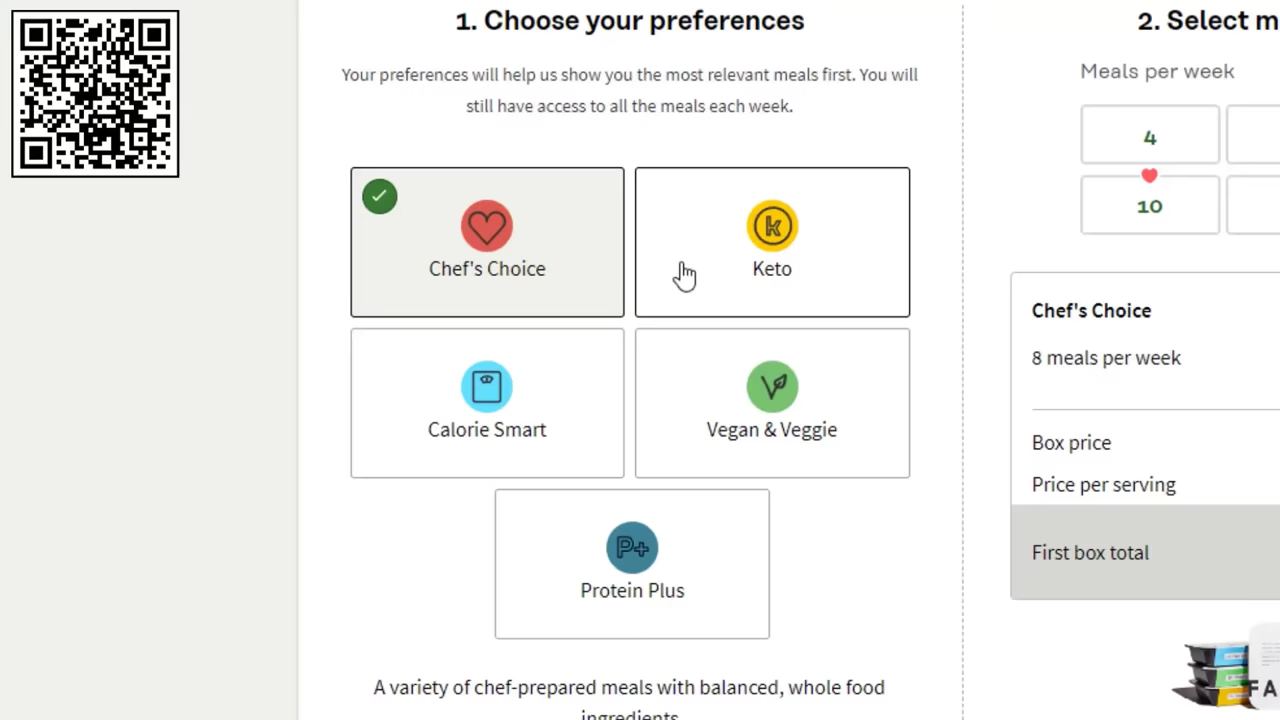 1. Choose your preferences
Your preferences will help us show you the most relevant meals first. You will
still have access to all the meals each week.
Chef's Choice
Keto
Calorie Smart
Vegan & Veggie
P+
Protein Plus
A variety of chef-prepared meals with balanced, whole food
ingredients
2. Select m
Meals per week
4
10
Chef's Choice
8 meals per week
Box price
Price per serving
First box total
FA